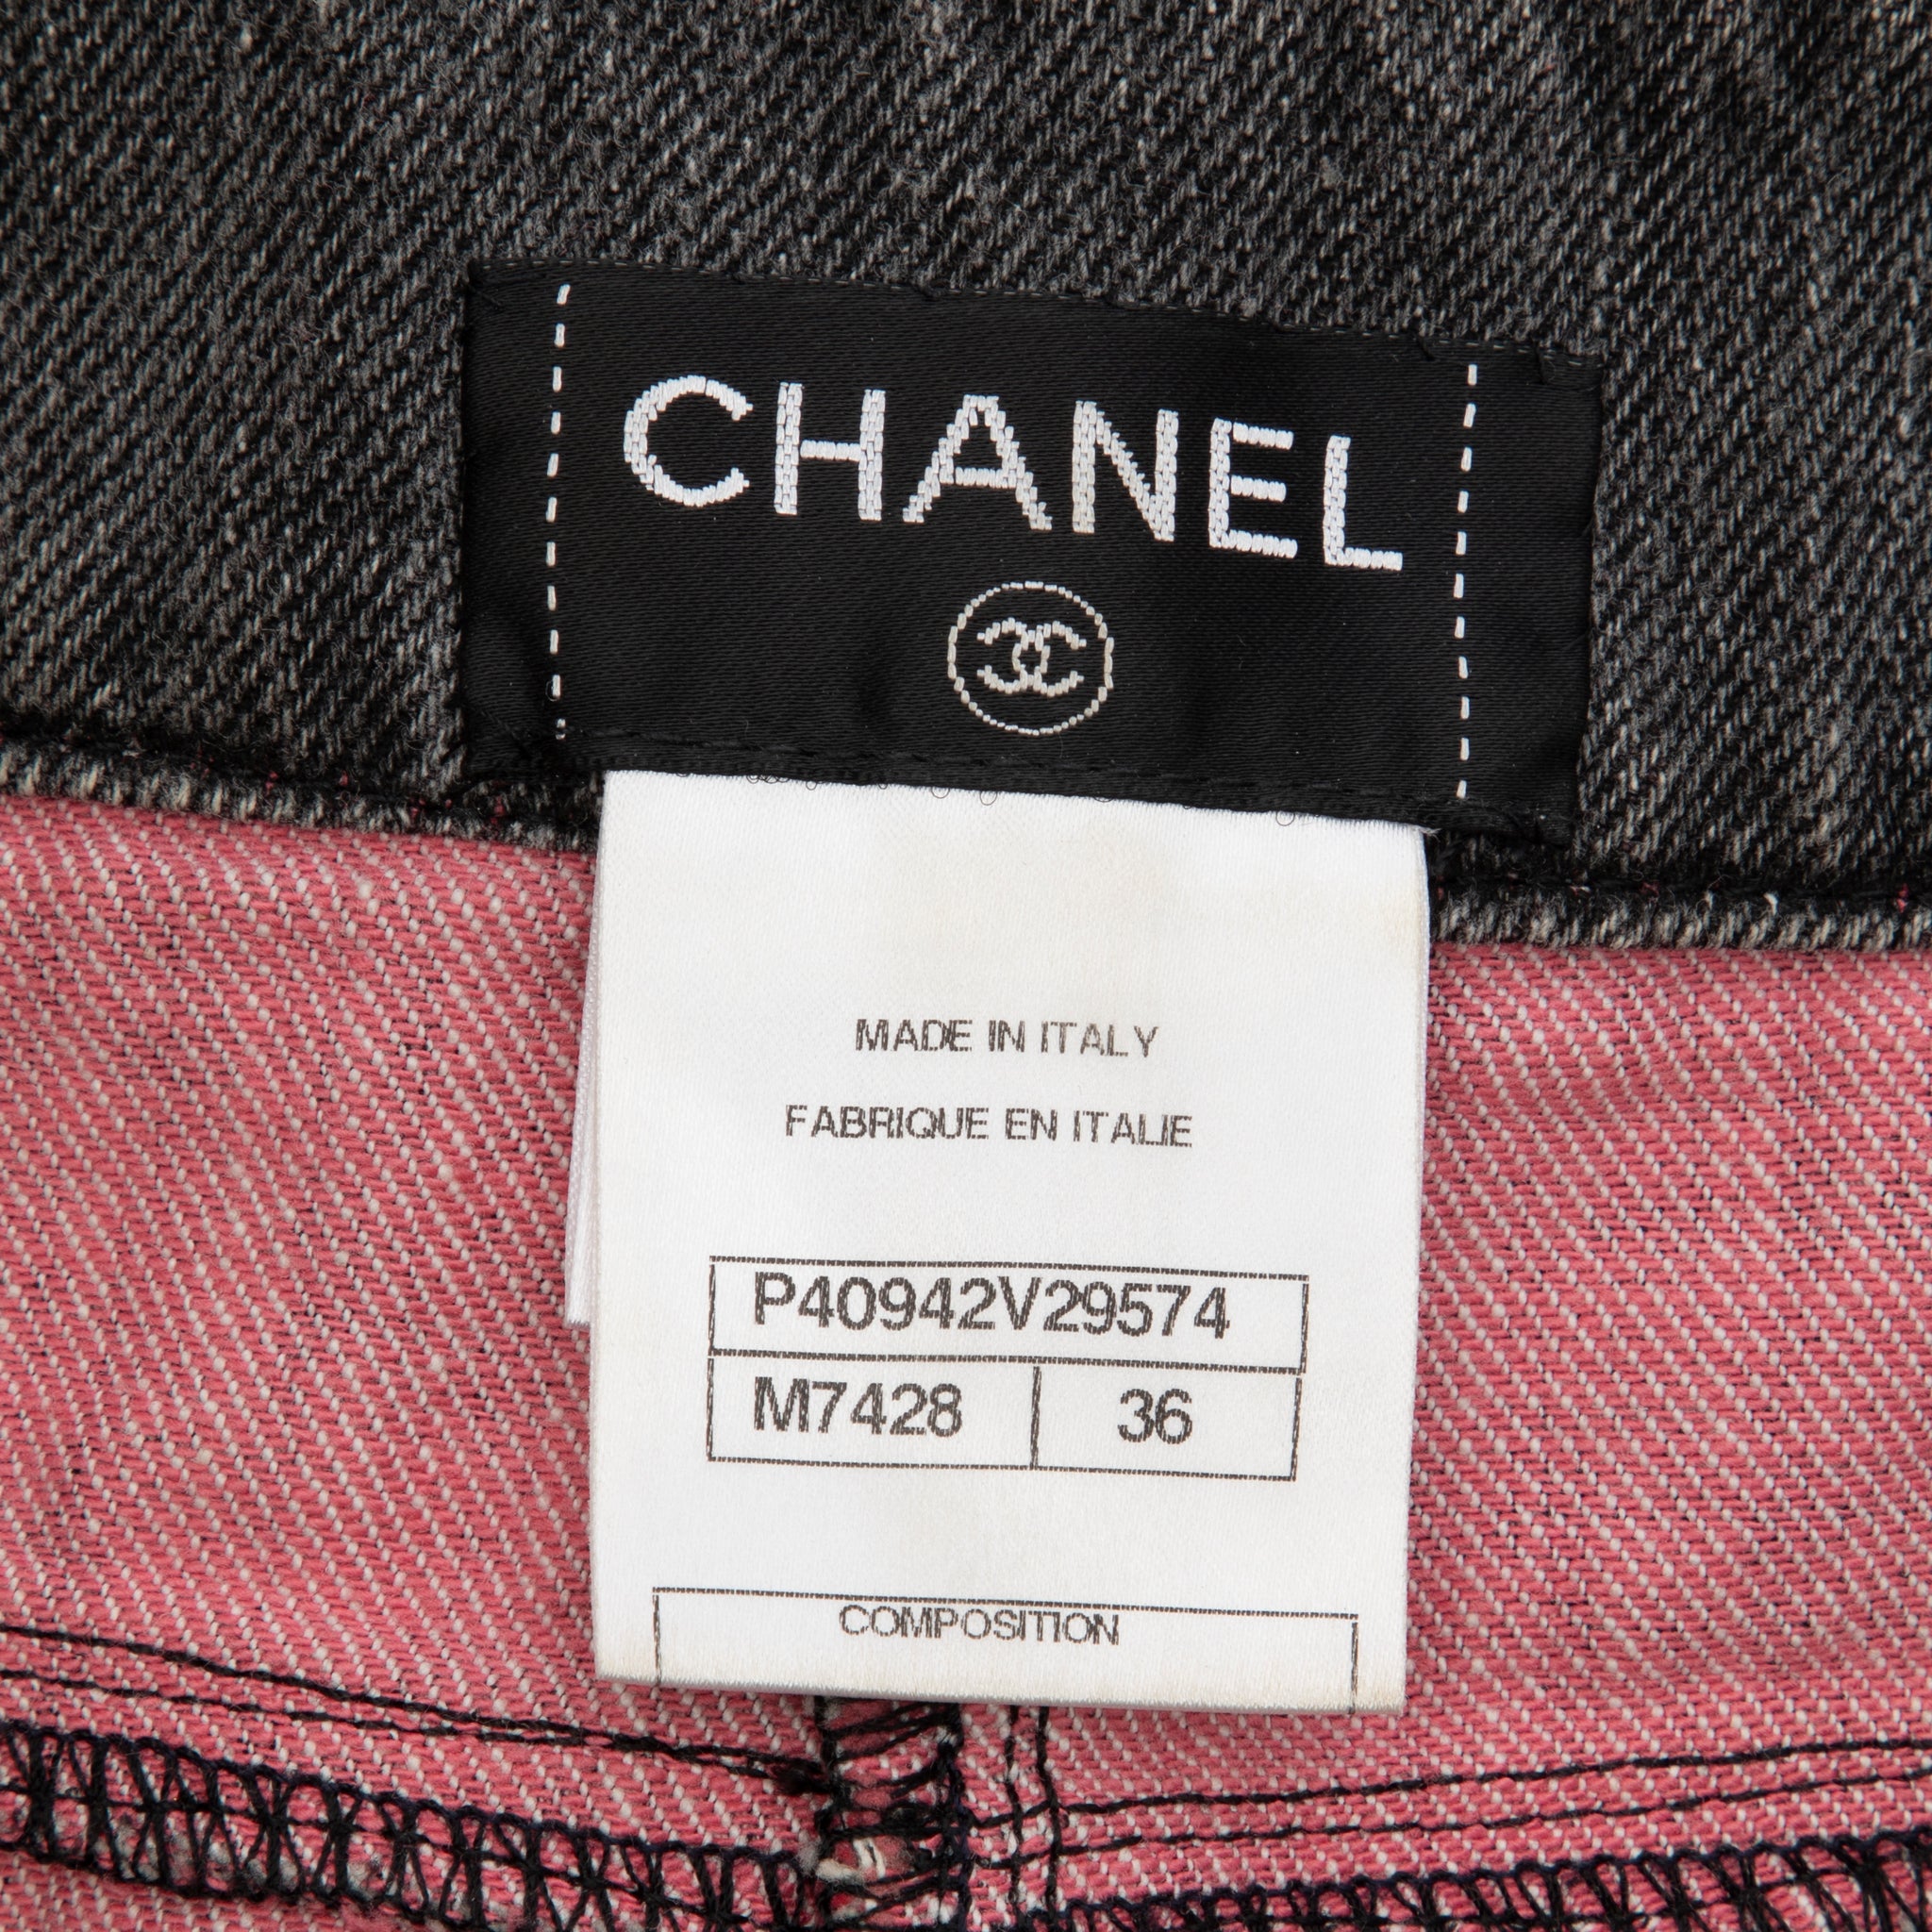 CHANEL
MADE IN ITALY
FABRIQUE EN ITALIE
P40942V29574
M7428 36
COMPOSITION